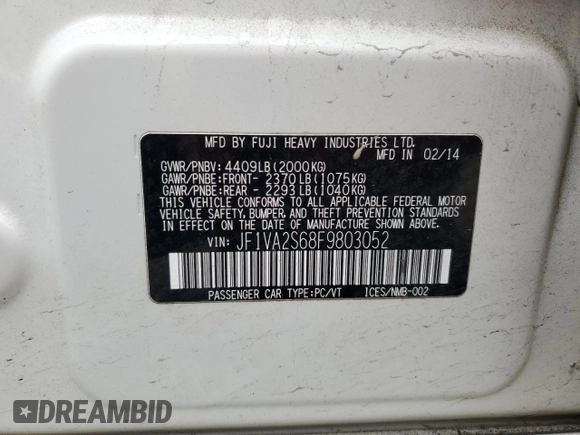 MFD BY FUJI HEAVY INDUSTRIES LTD.
MFD IN 02/14
GVWR/PNBV: 4409LB(2000KG)
GAWR/PNBE:FRONT- 2370LB(1075KG)
GAWR/PNBE:REAR - 2293LB(1040KG)
THIS VEHICLE CONFORMS TO ALL APPLICABLE FEDERAL MOTOR
VEHICLE SAFETY, BUMPER, AND THEFT PREVENTION STANDARDS
IN EFFECT ON THE DATE OF MANUFACTURE SHOWN ABOVE.
VIN: JF1VA2S68F9803052
PASSENGER CAR TYPE:PC/VT ICES/NMB-002
DREAMBID